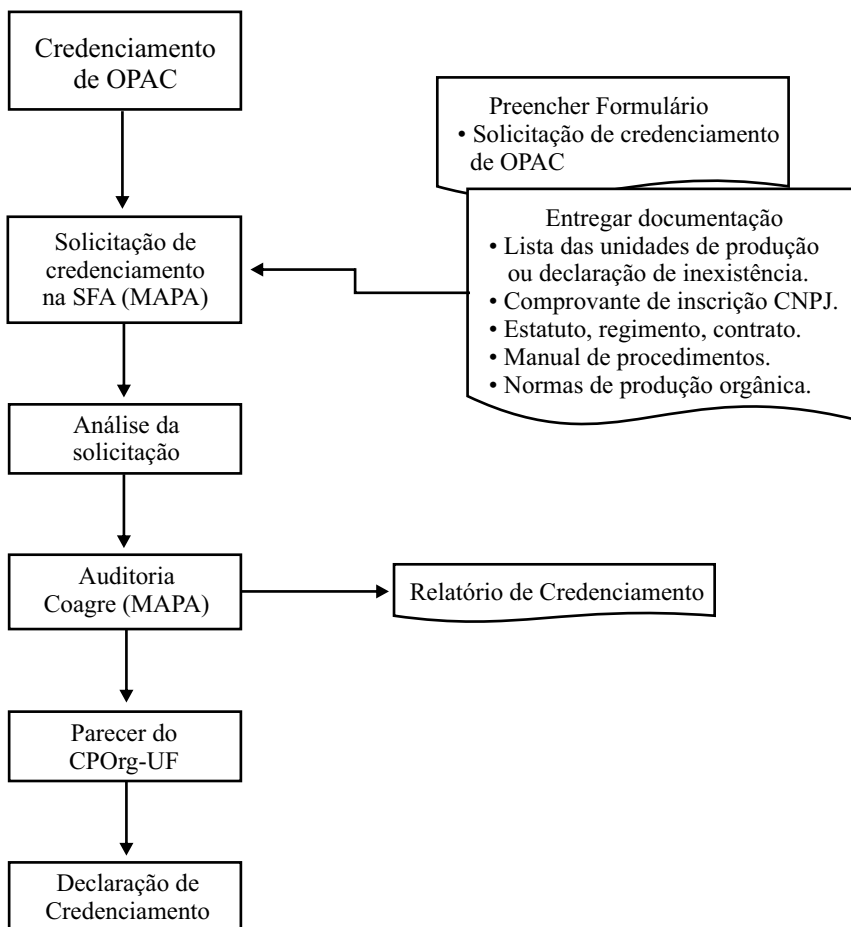 Credenciamento
de OPAC
Preencher Formulário
• Solicitação de credenciamento
de OPAC
Entregar documentação
• Lista das unidades de produção
ou declaração de inexistência.
• Comprovante de inscrição CNPJ.
• Estatuto, regimento, contrato.
• Manual de procedimentos.
• Normas de produção orgânica.
Solicitação de
credenciamento
na SFA (MAPA)
Análise da
solicitação
Auditoria
Coagre (MAPA)
Relatório de Credenciamento
Parecer do
CPOrg-UF
Declaração de
Credenciamento